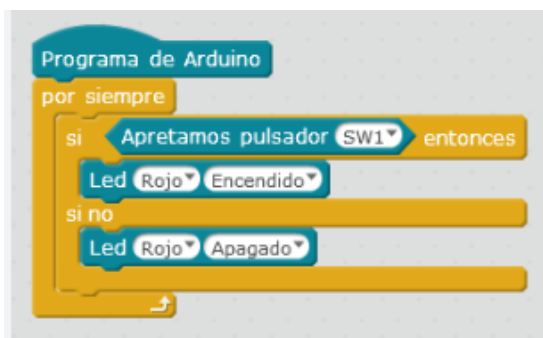 Programa de Arduino
por siempre
si Apretamos pulsador SW1 entonces
Led Rojo Encendido
si no
Led Rojo Apagado